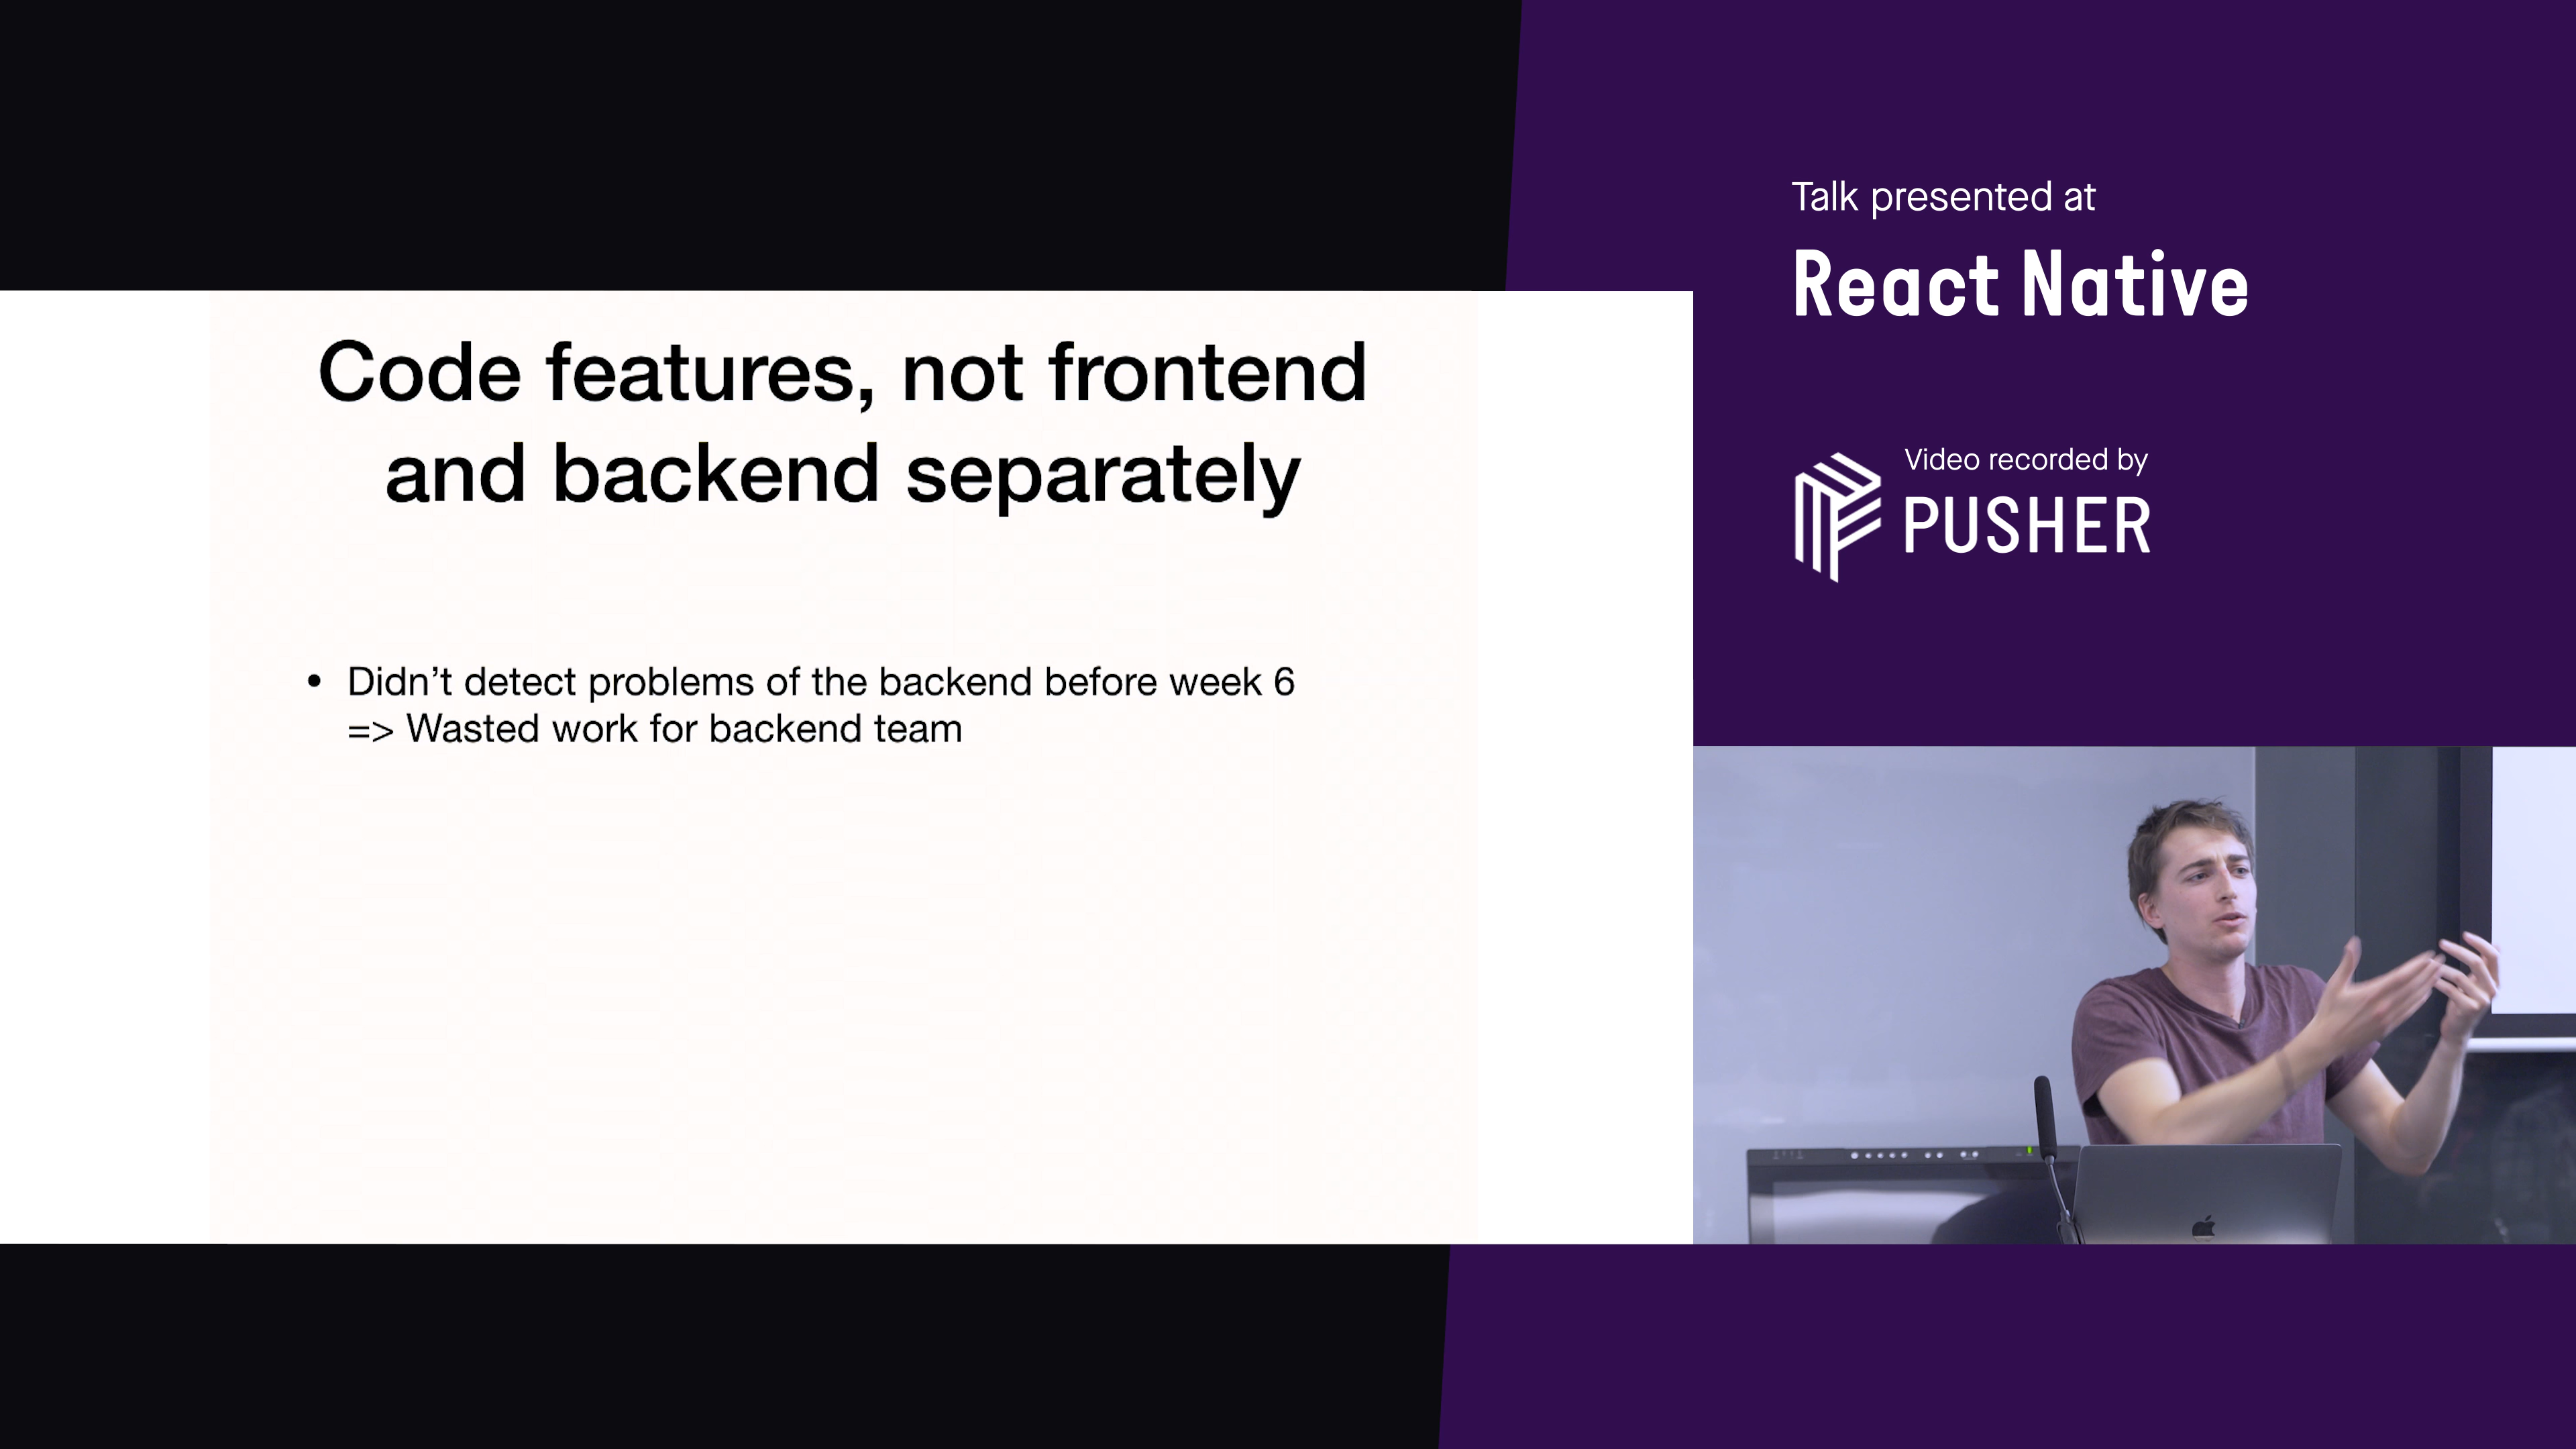 Code features, not frontend
and backend separately
• Didn’t detect problems of the backend before week 6
=> Wasted work for backend team
Talk presented at
React Native
Video recorded by
PUSHER